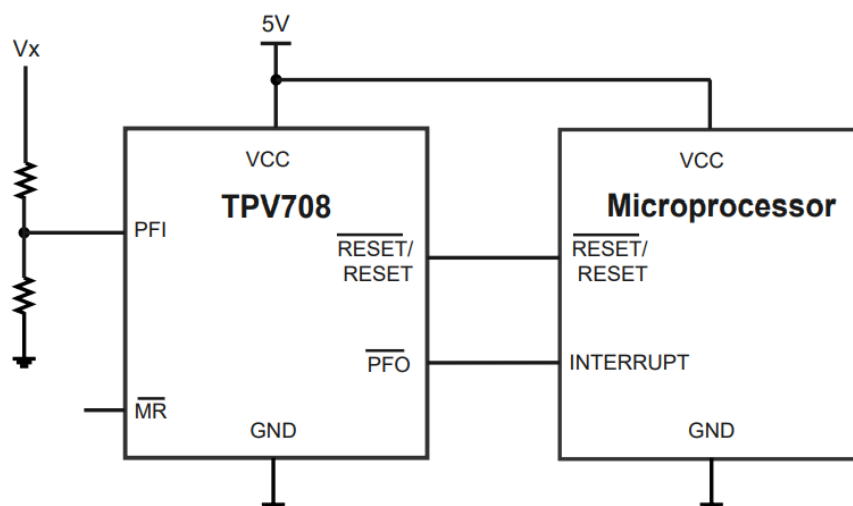 5V
Vx
VCC
TPV708
PFI
RESET/
RESET
PFO
MR
GND
VCC
Microprocessor
RESET/
RESET
INTERRUPT
GND